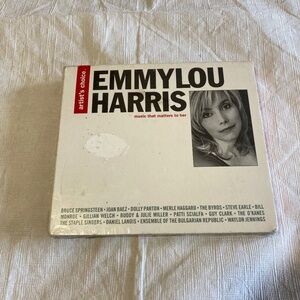 artist's choice
EMMYLOU
HARRIS
music that matters to her
BRUCE SPRINGSTEEN • JOAN BAEZ • DOLLY PARTON • MERLE HAGGARD • THE BYRDS • STEVE EARLE • BILL
MONROE • GILLIAN WELCH • BUDDY & JULIE MILLER • PATTI SCIALFA • GUY CLARK • THE O'KANES
THE STAPLE SINGERS • DANIEL LANOIS • ENSEMBLE OF THE BULGARIAN REPUBLIC • WAYLON JENNINGS